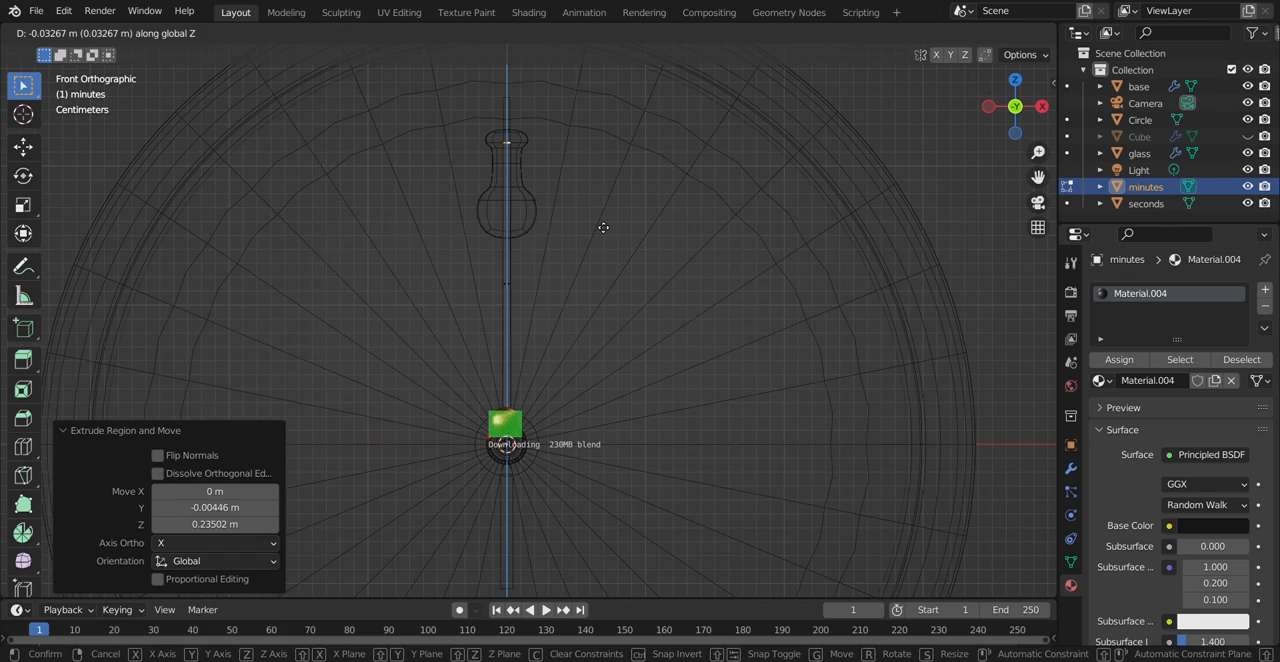 File Edit Render Window Help Layout Modeling Sculpting UV Editing Texture Paint Shading Animation Rendering Compositing Geometry Nodes Scripting + Scene ViewLayer
D: -0.03267 m (0.03267 m) along global Z
X Y Z Options
Front Orthographic
(1) minutes
Centimeters
Z
X
-Y
Scene Collection
Collection
base
Camera
Circle
Cube
glass
Light
minutes
seconds
minutes > Material.004
Material.004
Assign Select Deselect
Material.004
Preview
Surface
Surface Principled BSDF
GGX
Random Walk
Base Color
Subsurface 0.000
Subsurface ... 1.000
0.200
0.100
Subsurface ...
Subsurface I 1.400
Downloading 230MB blend
Extrude Region and Move
Flip Normals
Dissolve Orthogonal Ed...
Move X 0 m
Y -0.00446 m
Z 0.23502 m
Axis Ortho X
Orientation Global
Proportional Editing
Playback Keying View Marker 1 Start 1 End 250
1 10 20 30 40 50 60 70 80 90 100 110 120 130 140 150 160 170 180 190 200 210 220 230 240 250
Confirm Cancel X X Axis Y Y Axis Z Z Axis X X Plane Y Y Plane Z Z Plane C Clear Constraints Ctrl Snap Invert Snap Toggle G Move R Rotate S Resize Automatic Constraint Automatic Constraint Plane